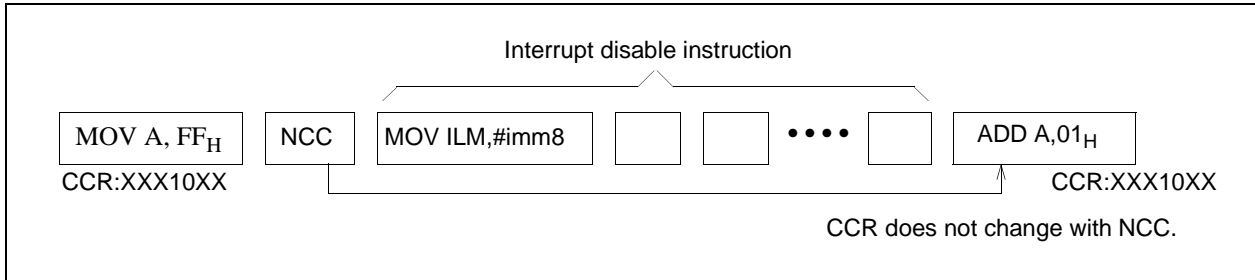 Interrupt disable instruction
MOV A, FFH NCC MOV ILM,#imm8 •••• ADD A,01H
CCR:XXX10XX CCR:XXX10XX
CCR does not change with NCC.